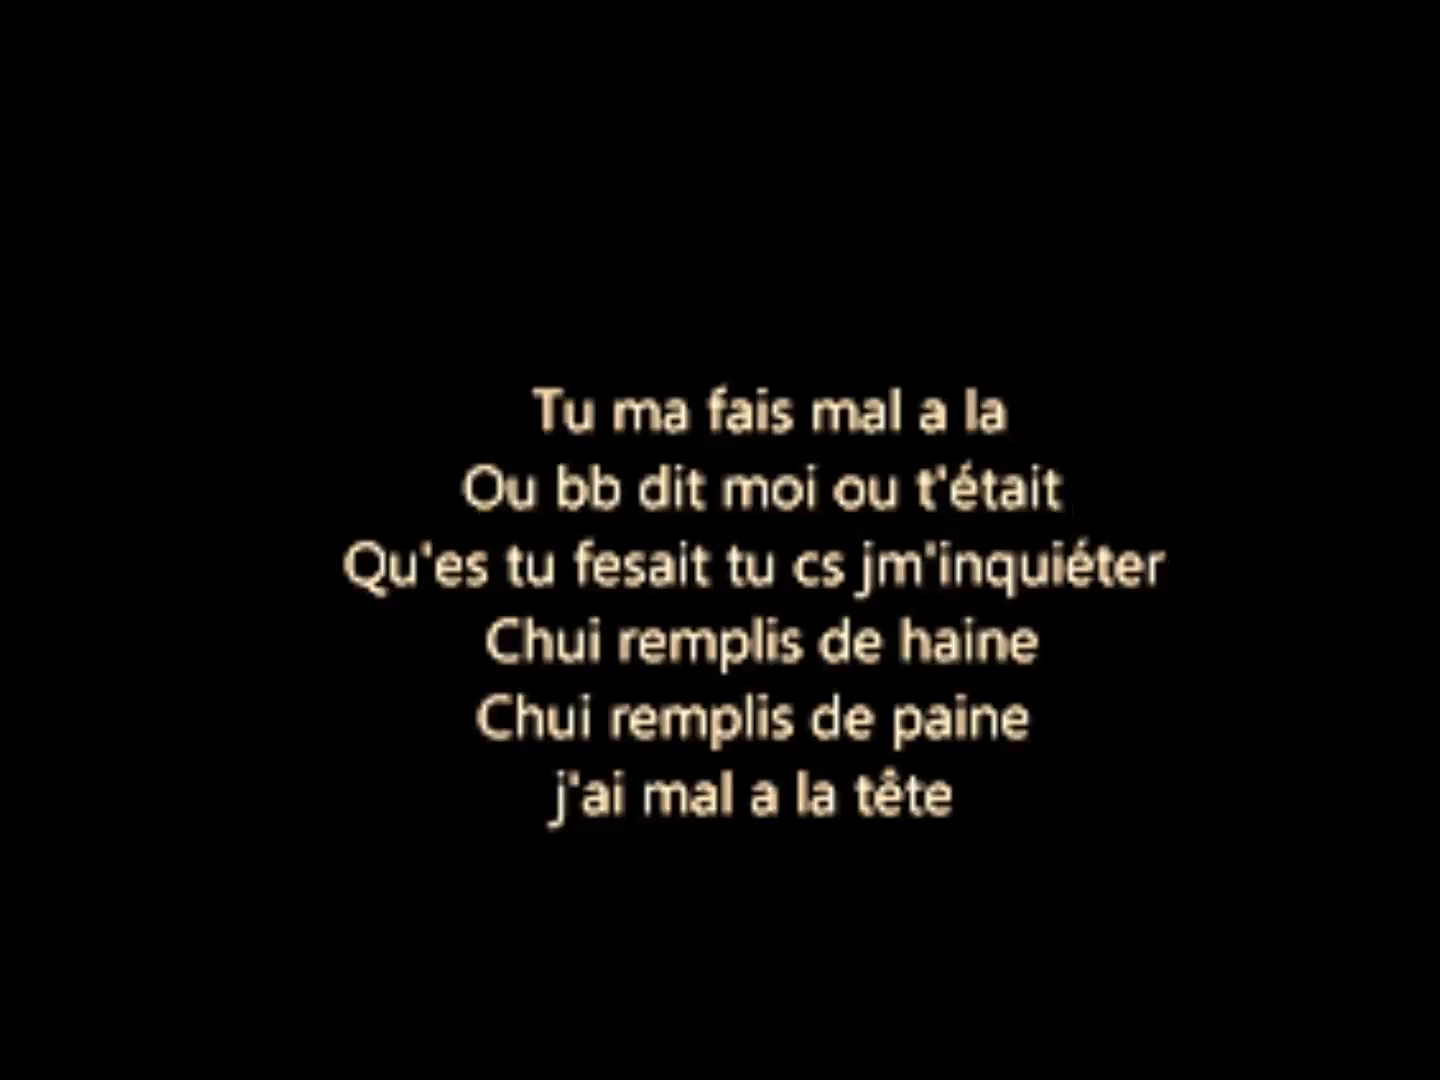 Tu ma fais mal a la
Ou bb dit moi ou t'était
Qu'es tu fesait tu cs jm'inquiéter
Chui remplis de haine
Chui remplis de paine
j'ai mal a la tête